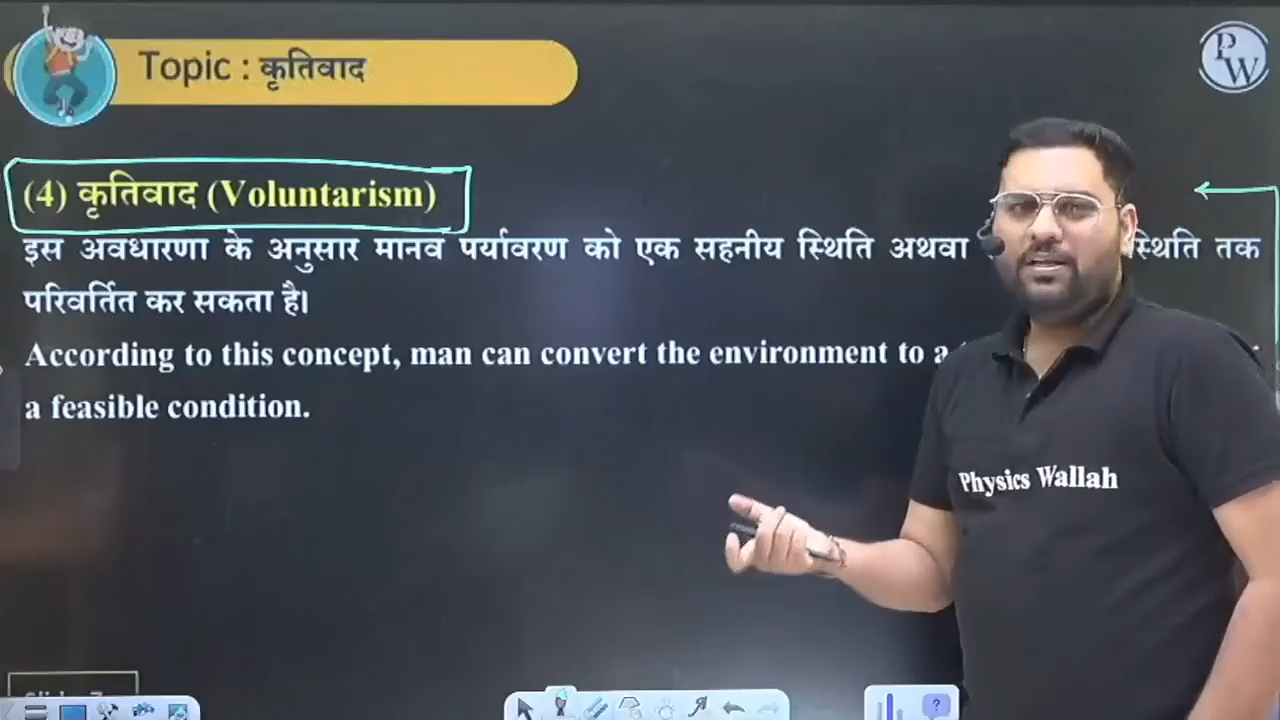 Topic : कृतिवाद
PW
(4) कृतिवाद (Voluntarism)
इस अवधारणा के अनुसार मानव पर्यावरण को एक सहनीय स्थिति अथवा स्थिति तक
परिवर्तित कर सकता है।
According to this concept, man can convert the environment to a
a feasible condition.
Physics Wallah
?